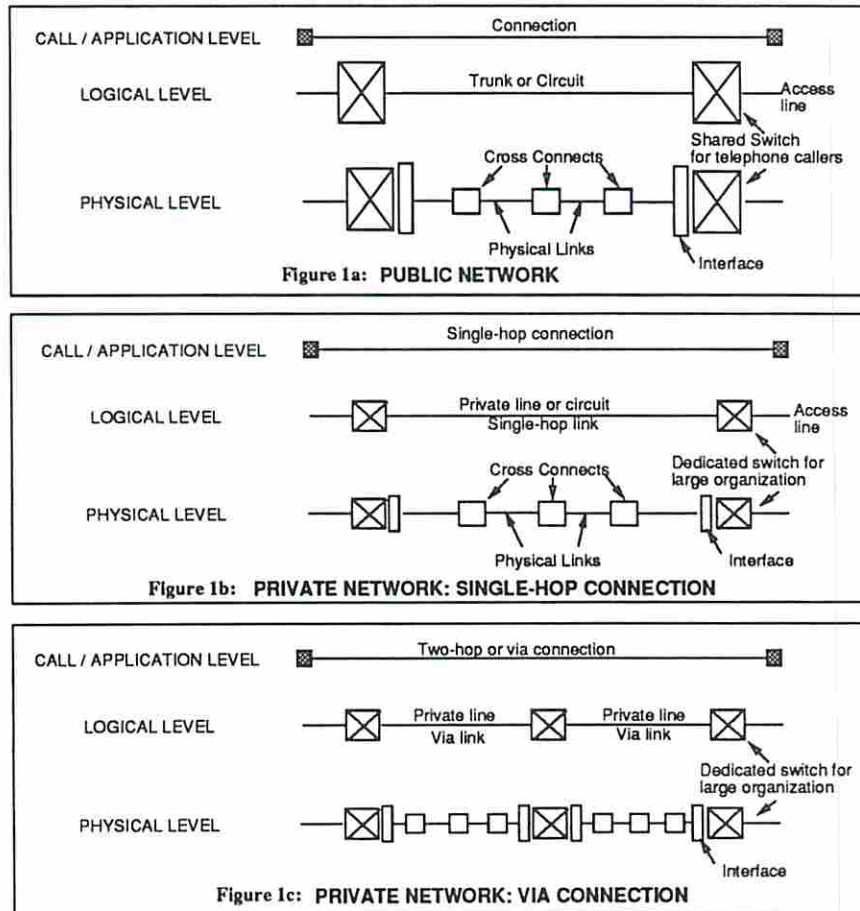 Connection
CALL / APPLICATION LEVEL
Trunk or Circuit
LOGICAL LEVEL
Access
line
Shared Switch
for telephone callers
Cross Connects
PHYSICAL LEVEL
Physical Links
Interface
Figure 1a: PUBLIC NETWORK
Single-hop connection
CALL / APPLICATION LEVEL
Private line or circuit
LOGICAL LEVEL
Single-hop link
Access
line
Dedicated switch for
large organization
Cross Connects
PHYSICAL LEVEL
Physical Links
Interface
Figure 1b: PRIVATE NETWORK: SINGLE-HOP CONNECTION
Two-hop or via connection
CALL / APPLICATION LEVEL
Private line
Private line
LOGICAL LEVEL
Via link
Via link
Dedicated switch for
large organization
PHYSICAL LEVEL
Interface
Figure 1c: PRIVATE NETWORK: VIA CONNECTION